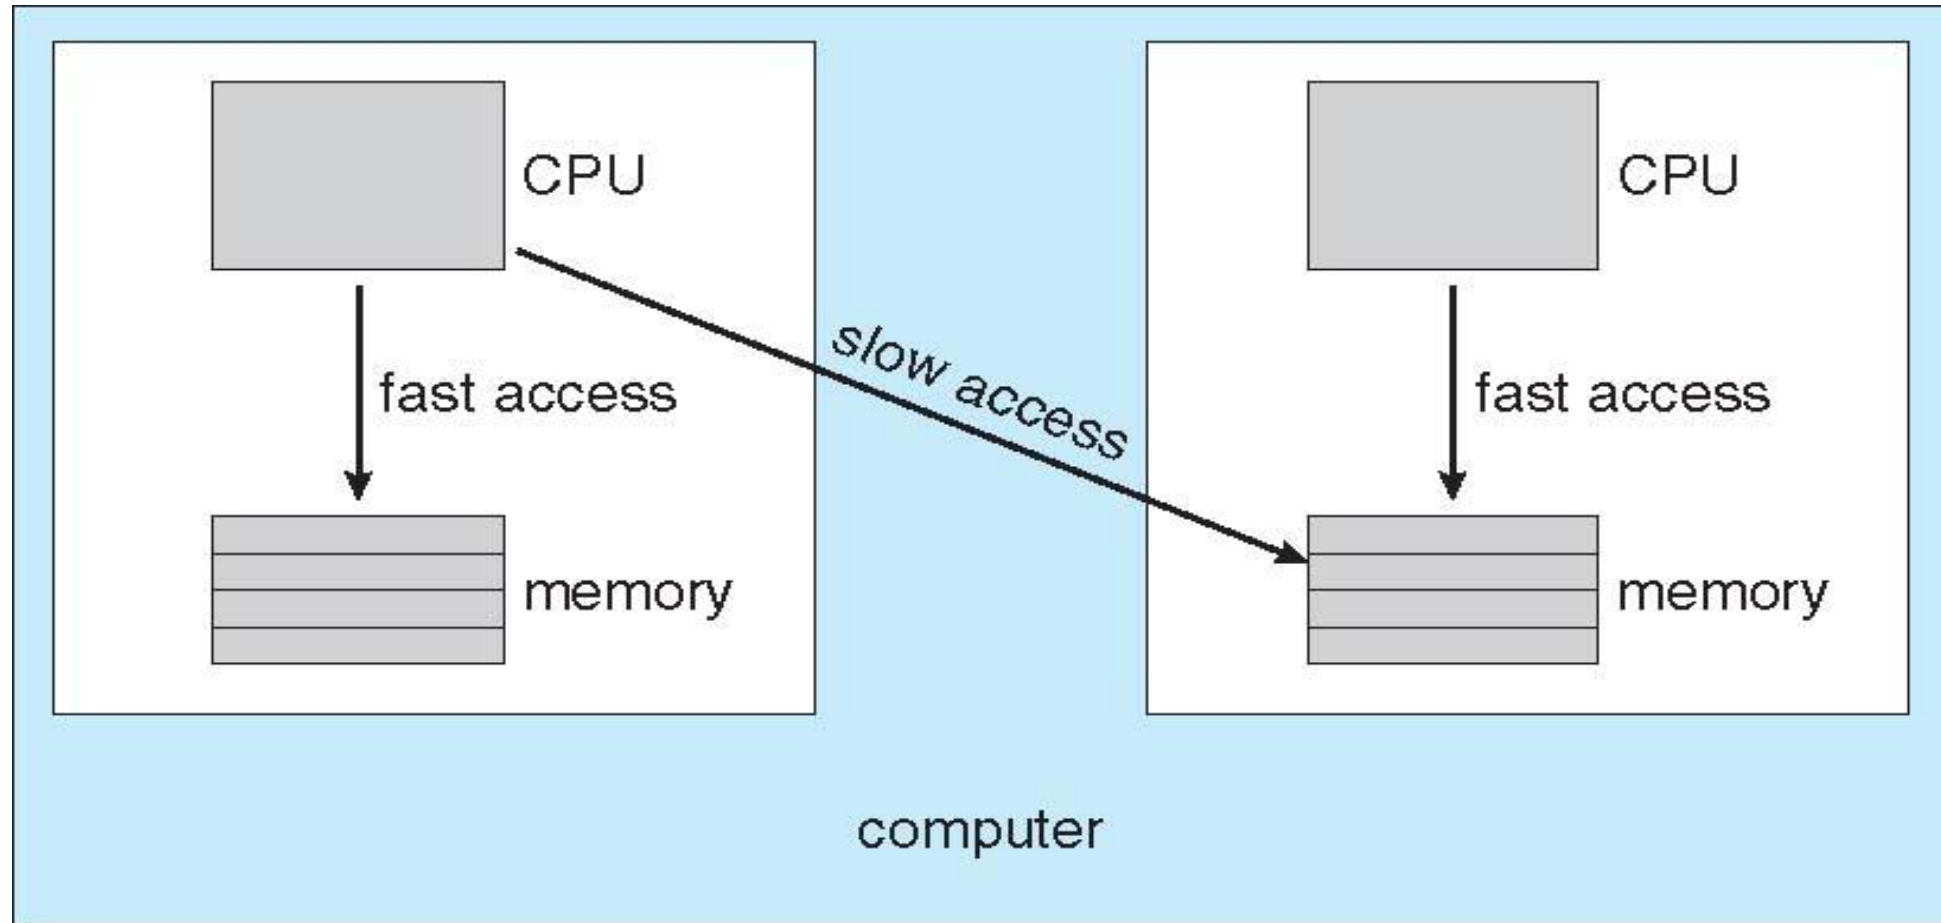 CPU
fast access
memory
slow access
CPU
fast access
memory
computer